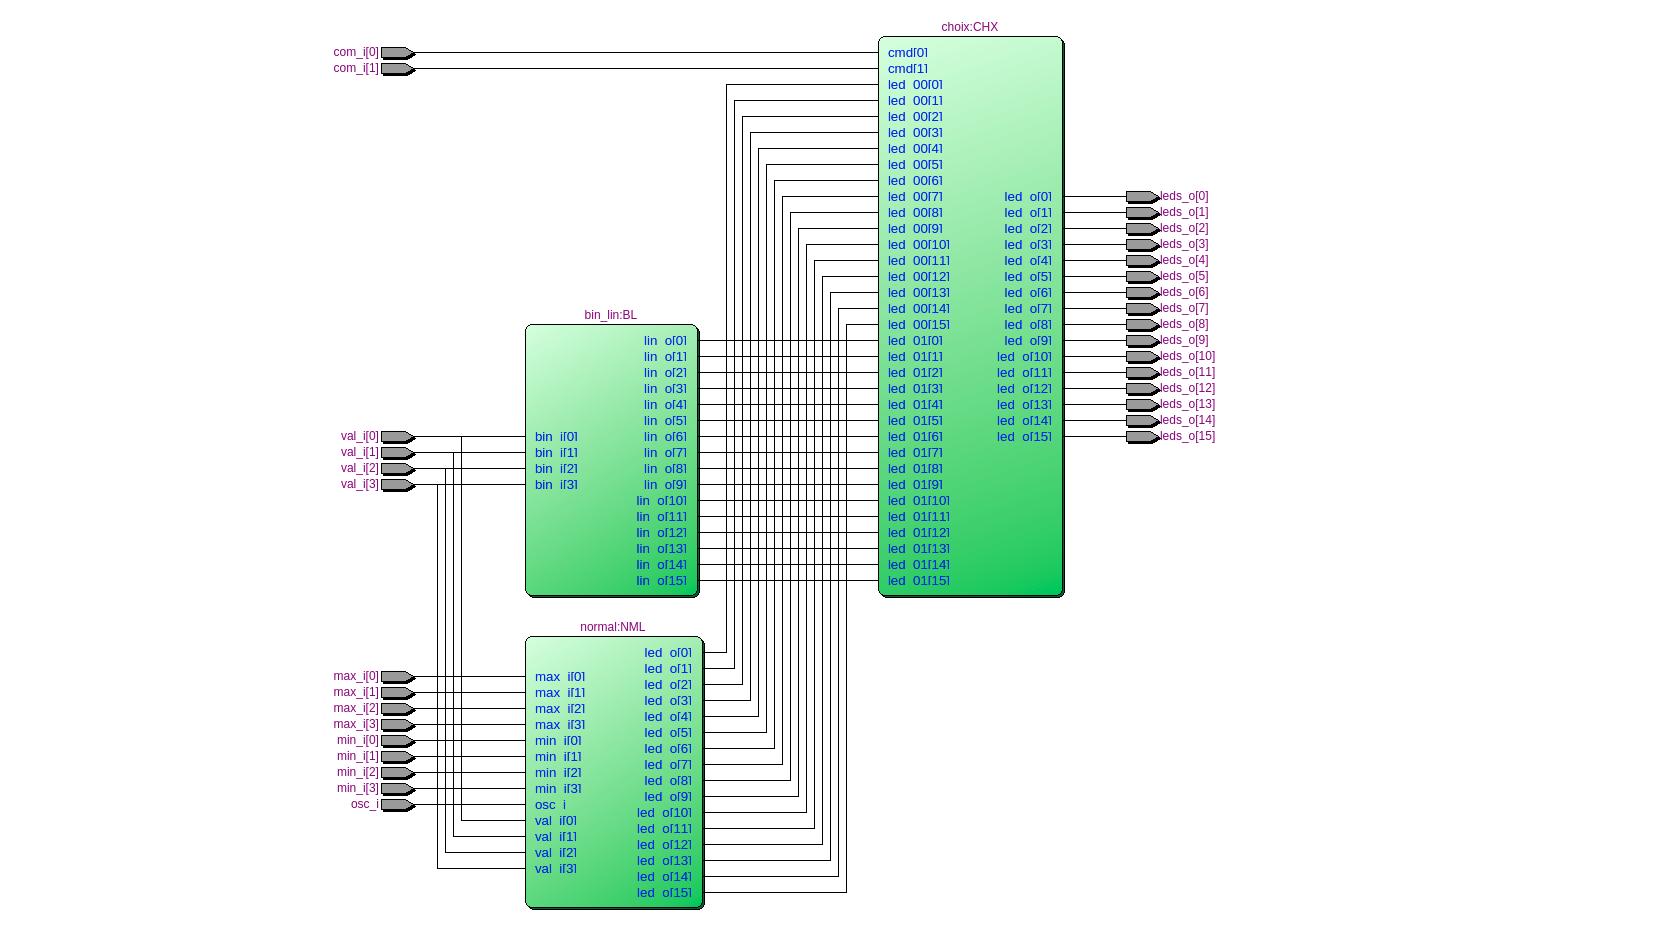 choix:CHX
com_i[0]
com_i[1]
cmd[0]
cmd[1]
led_00[0]
led_00[1]
led_00[2]
led_00[3]
led_00[4]
led_00[5]
led_00[6]
led_00[7]
led_00[8]
led_00[9]
led_00[10]
led_00[11]
led_00[12]
led_00[13]
led_00[14]
led_00[15]
led_01[0]
led_01[1]
led_01[2]
led_01[3]
led_01[4]
led_01[5]
led_01[6]
led_01[7]
led_01[8]
led_01[9]
led_01[10]
led_01[11]
led_01[12]
led_01[13]
led_01[14]
led_01[15]
led_o[0]
led_o[1]
led_o[2]
led_o[3]
led_o[4]
led_o[5]
led_o[6]
led_o[7]
led_o[8]
led_o[9]
led_o[10]
led_o[11]
led_o[12]
led_o[13]
led_o[14]
led_o[15]
leds_o[0]
leds_o[1]
leds_o[2]
leds_o[3]
leds_o[4]
leds_o[5]
leds_o[6]
leds_o[7]
leds_o[8]
leds_o[9]
leds_o[10]
leds_o[11]
leds_o[12]
leds_o[13]
leds_o[14]
leds_o[15]
bin_lin:BL
val_i[0]
val_i[1]
val_i[2]
val_i[3]
bin_i[0]
bin_i[1]
bin_i[2]
bin_i[3]
lin_o[0]
lin_o[1]
lin_o[2]
lin_o[3]
lin_o[4]
lin_o[5]
lin_o[6]
lin_o[7]
lin_o[8]
lin_o[9]
lin_o[10]
lin_o[11]
lin_o[12]
lin_o[13]
lin_o[14]
lin_o[15]
normal:NML
max_i[0]
max_i[1]
max_i[2]
max_i[3]
min_i[0]
min_i[1]
min_i[2]
min_i[3]
osc_i
max_i[0]
max_i[1]
max_i[2]
max_i[3]
min_i[0]
min_i[1]
min_i[2]
min_i[3]
osc_i
val_i[0]
val_i[1]
val_i[2]
val_i[3]
led_o[0]
led_o[1]
led_o[2]
led_o[3]
led_o[4]
led_o[5]
led_o[6]
led_o[7]
led_o[8]
led_o[9]
led_o[10]
led_o[11]
led_o[12]
led_o[13]
led_o[14]
led_o[15]